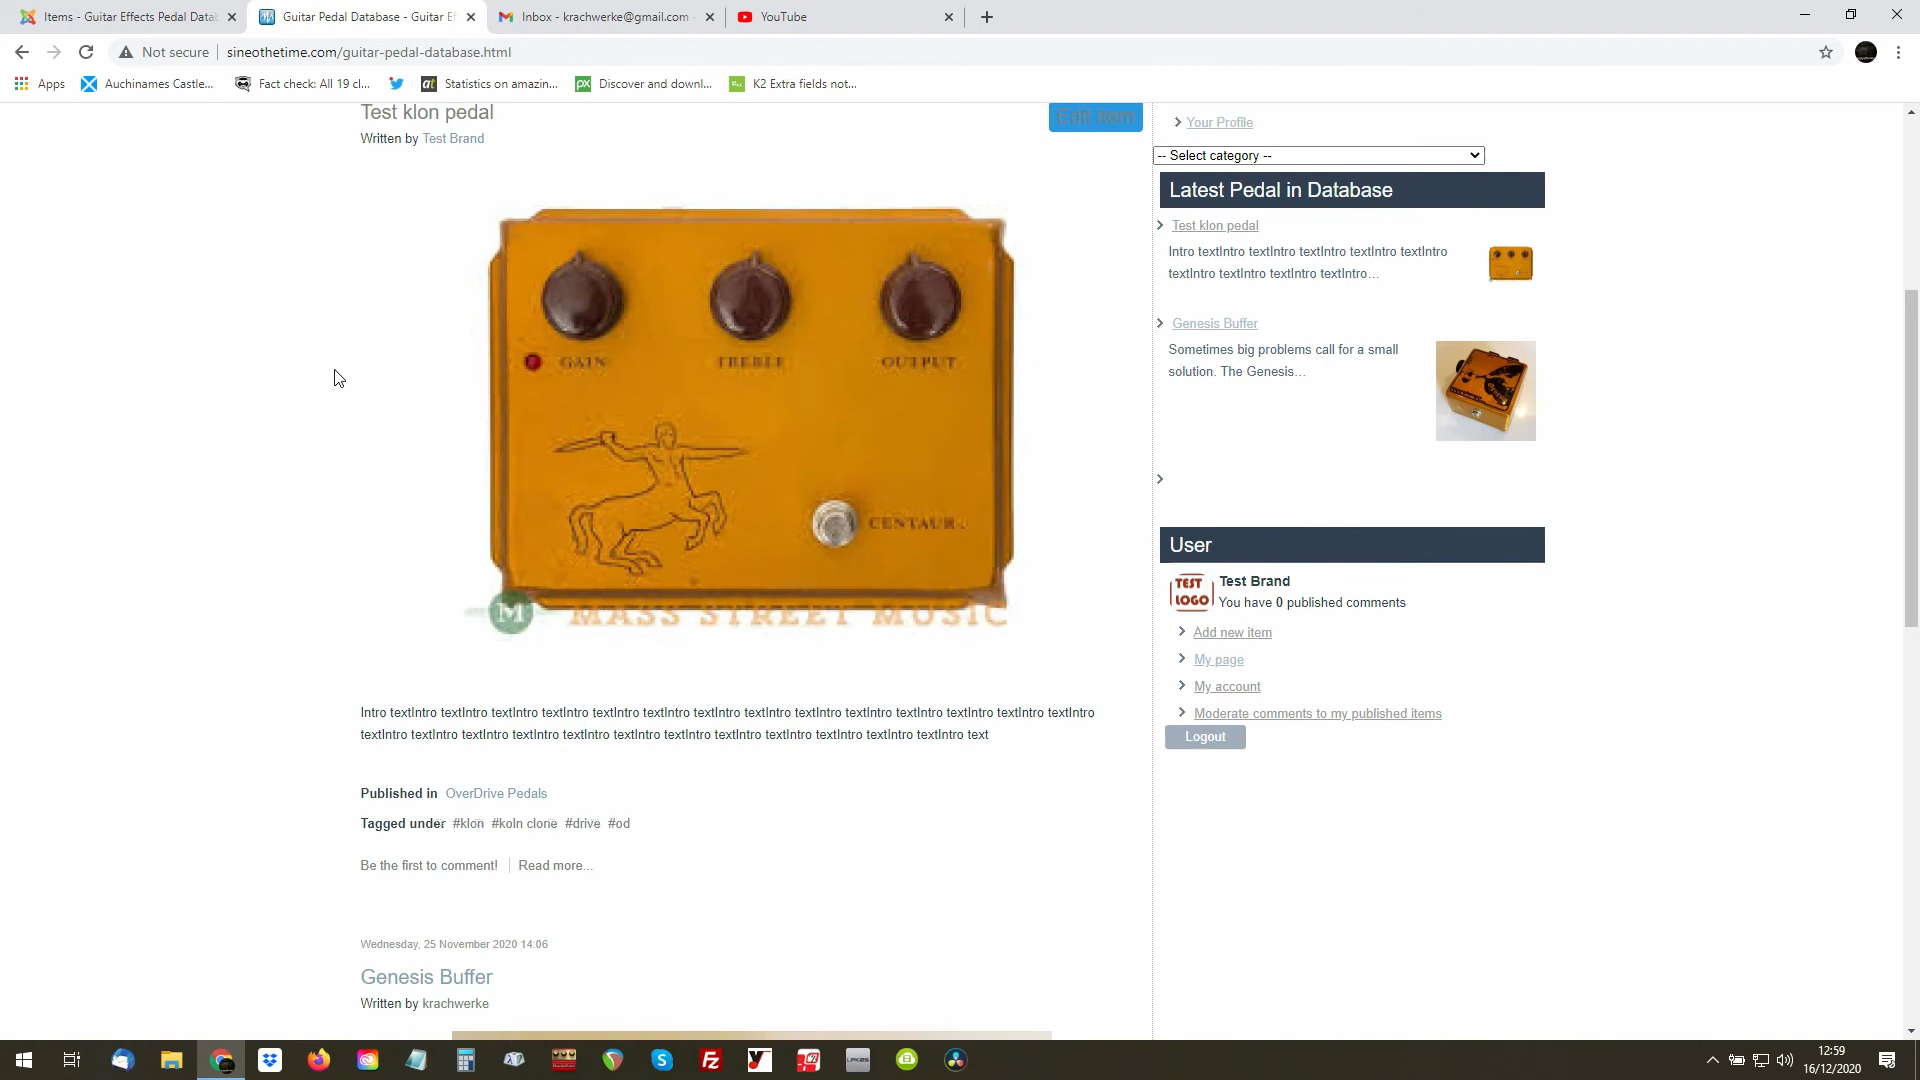 Items - Guitar Effects Pedal Datab
Guitar Pedal Database - Guitar Ef
Inbox - krachwerke@gmail.com -
YouTube
Not secure
sineothetime.com/guitar-pedal-database.html
Apps
Auchinames Castle...
Fact check: All 19 cl...
Statistics on amazin...
Discover and downl...
K2 Extra fields not...
Test klon pedal
Edit item
Written by Test Brand
GAIN
TREBLE
OUTPUT
CENTAUR
M MASS STREET MUSIC
Intro textIntro textIntro textIntro textIntro textIntro textIntro textIntro textIntro textIntro textIntro textIntro textIntro textIntro textIntro
textIntro textIntro textIntro textIntro textIntro textIntro textIntro textIntro textIntro textIntro textIntro textIntro text
Published in OverDrive Pedals
Tagged under #klon #koln clone #drive #od
Be the first to comment!
Read more...
Wednesday, 25 November 2020 14:06
Genesis Buffer
Written by krachwerke
Your Profile
-- Select category --
Latest Pedal in Database
Test klon pedal
Intro textIntro textIntro textIntro textIntro textIntro
textIntro textIntro textIntro textIntro…
Genesis Buffer
Sometimes big problems call for a small
solution. The Genesis…
User
TEST
LOGO
Test Brand
You have 0 published comments
Add new item
My page
My account
Moderate comments to my published items
Logout
12:59
16/12/2020